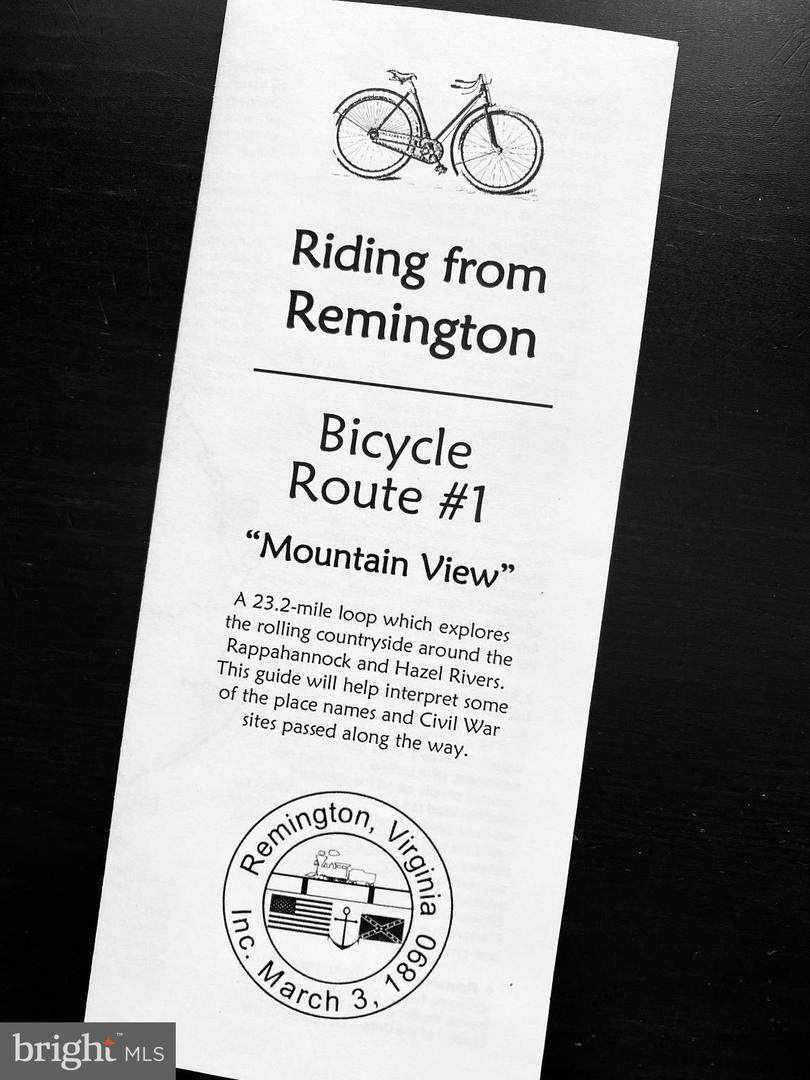 Riding from
Remington
Bicycle
Route #1
“Mountain View”
A 23.2-mile loop which explores
the rolling countryside around the
Rappahannock and Hazel Rivers.
This guide will help interpret some
of the place names and Civil War
sites passed along the way.
Remington, Virginia
Inc. March 3, 1890
bright™ MLS